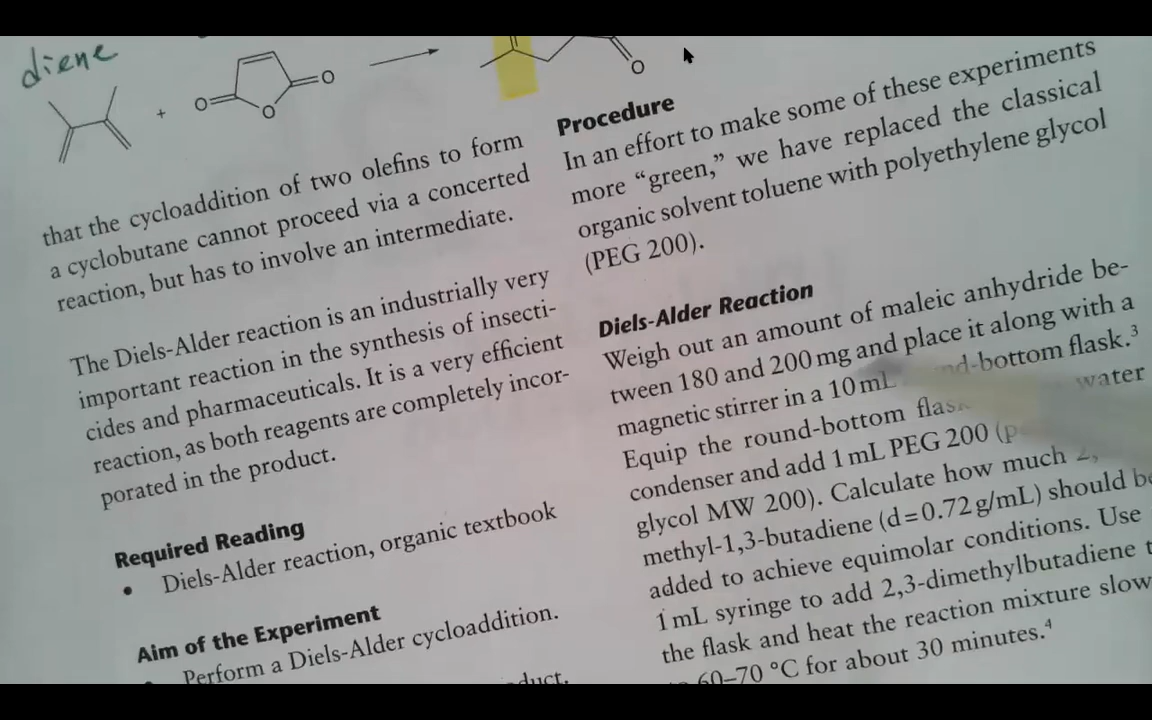 diene
+
O
O
O
O
that the cycloaddition of two olefins to form
a cyclobutane cannot proceed via a concerted
reaction, but has to involve an intermediate.
The Diels-Alder reaction is an industrially very
important reaction in the synthesis of insecti-
cides and pharmaceuticals. It is a very efficient
reaction, as both reagents are completely incor-
porated in the product.
Required Reading
• Diels-Alder reaction, organic textbook
Aim of the Experiment
Perform a Diels-Alder cycloaddition.
Procedure
In an effort to make some of these experiments
more “green,” we have replaced the classical
organic solvent toluene with polyethylene glycol
(PEG 200).
Diels-Alder Reaction
Weigh out an amount of maleic anhydride be-
tween 180 and 200 mg and place it along with a
magnetic stirrer in a 10 mL flask.³
Equip the round-bottom water
condenser and add 1 mL PEG 200
glycol MW 200). Calculate how much
methyl-1,3-butadiene (d = 0.72 g/mL) should
added to achieve equimolar conditions. Use
1 mL syringe to add 2,3-dimethylbutadiene
the flask and heat the reaction mixture
60–70 °C for about 30 minutes.⁴